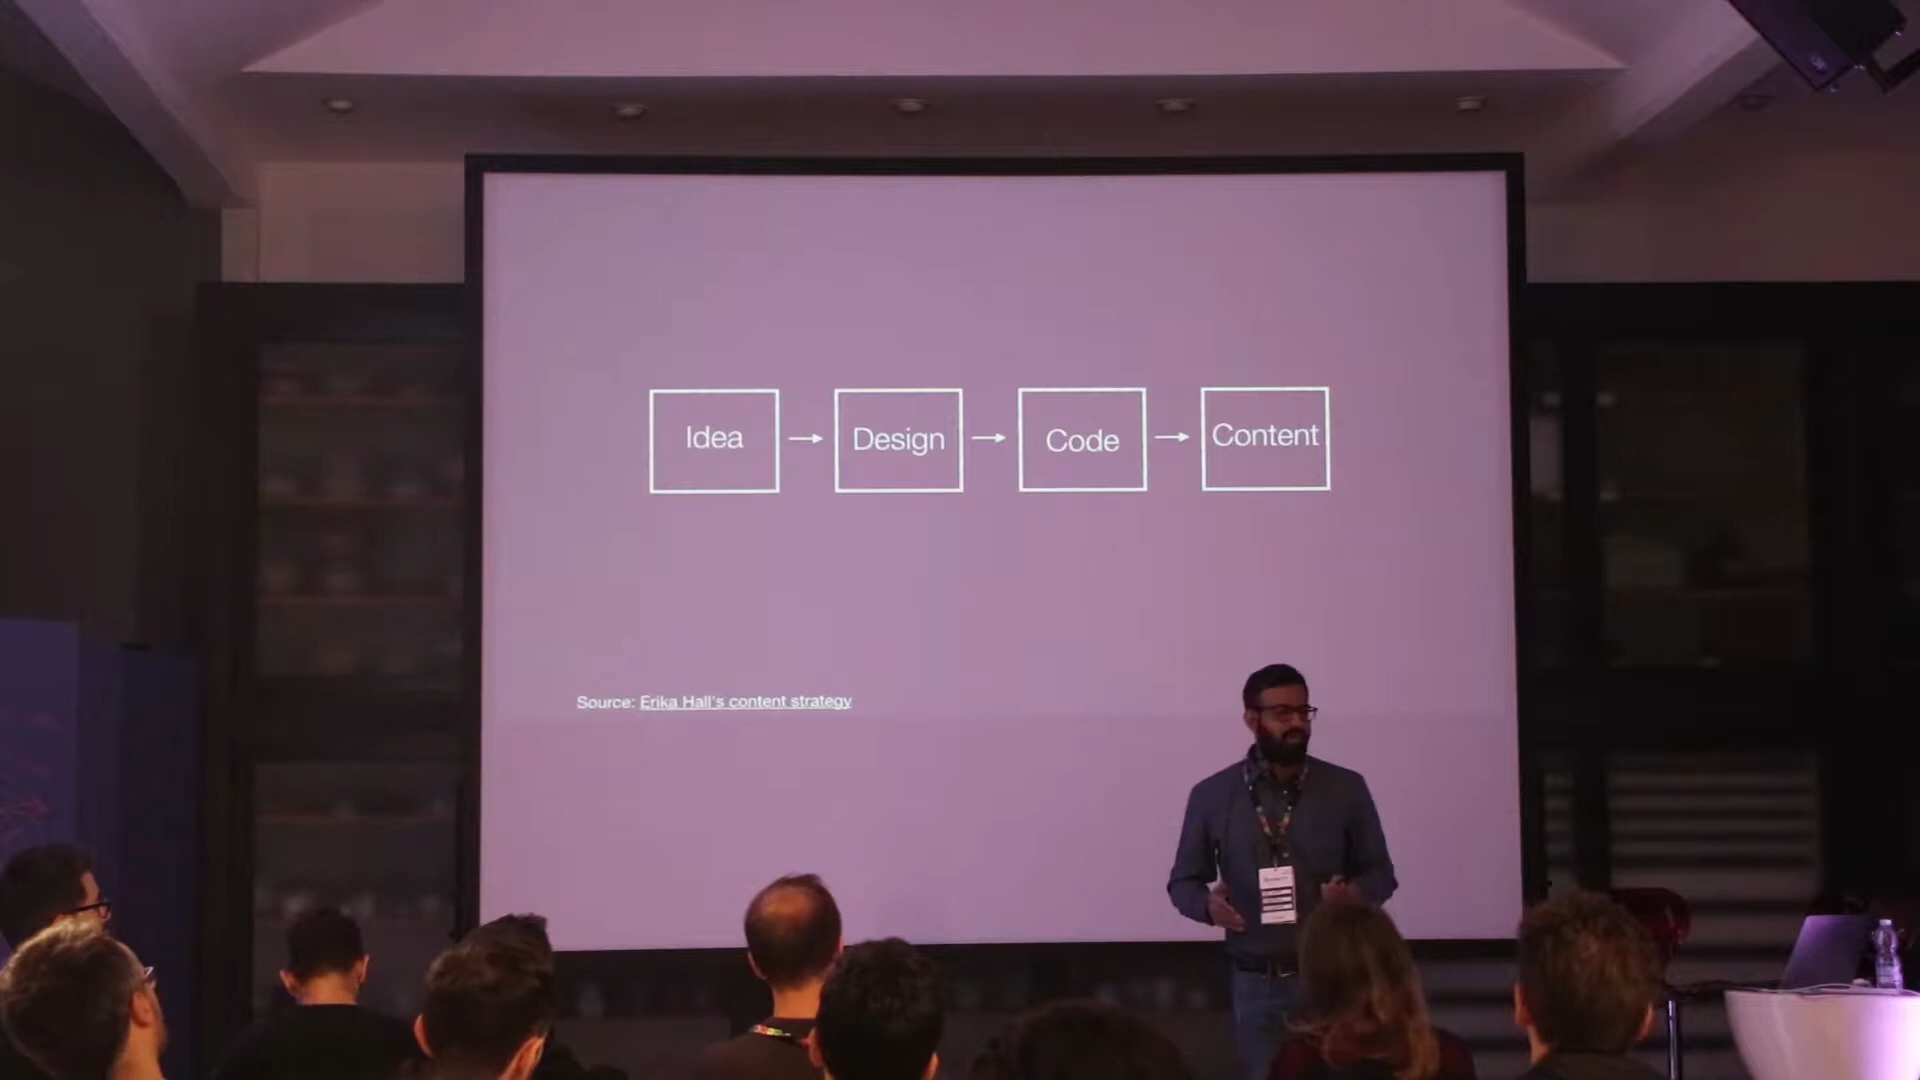 Idea
Design
Code
Content
Source: Erika Hall's content strategy